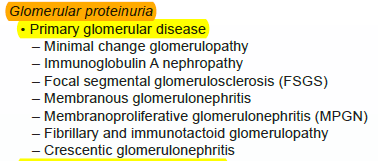 Glomerular proteinuria
• Primary glomerular disease
– Minimal change glomerulopathy
– Immunoglobulin A nephropathy
– Focal segmental glomerulosclerosis (FSGS)
– Membranous glomerulonephritis
– Membranoproliferative glomerulonephritis (MPGN)
– Fibrillary and immunotactoid glomerulopathy
– Crescentic glomerulonephritis